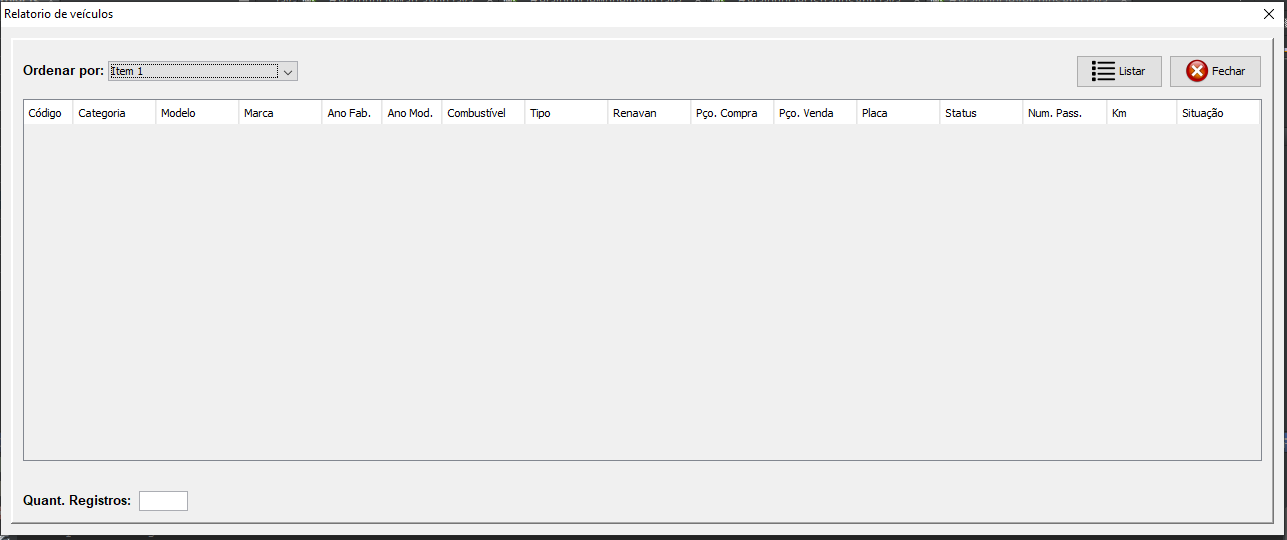 Relatorio de veículos
Ordenar por: Item 1 Listar Fechar
Código Categoria Modelo Marca Ano Fab. Ano Mod. Combustível Tipo Renavan Pço. Compra Pço. Venda Placa Status Num. Pass. Km Situação
Quant. Registros: